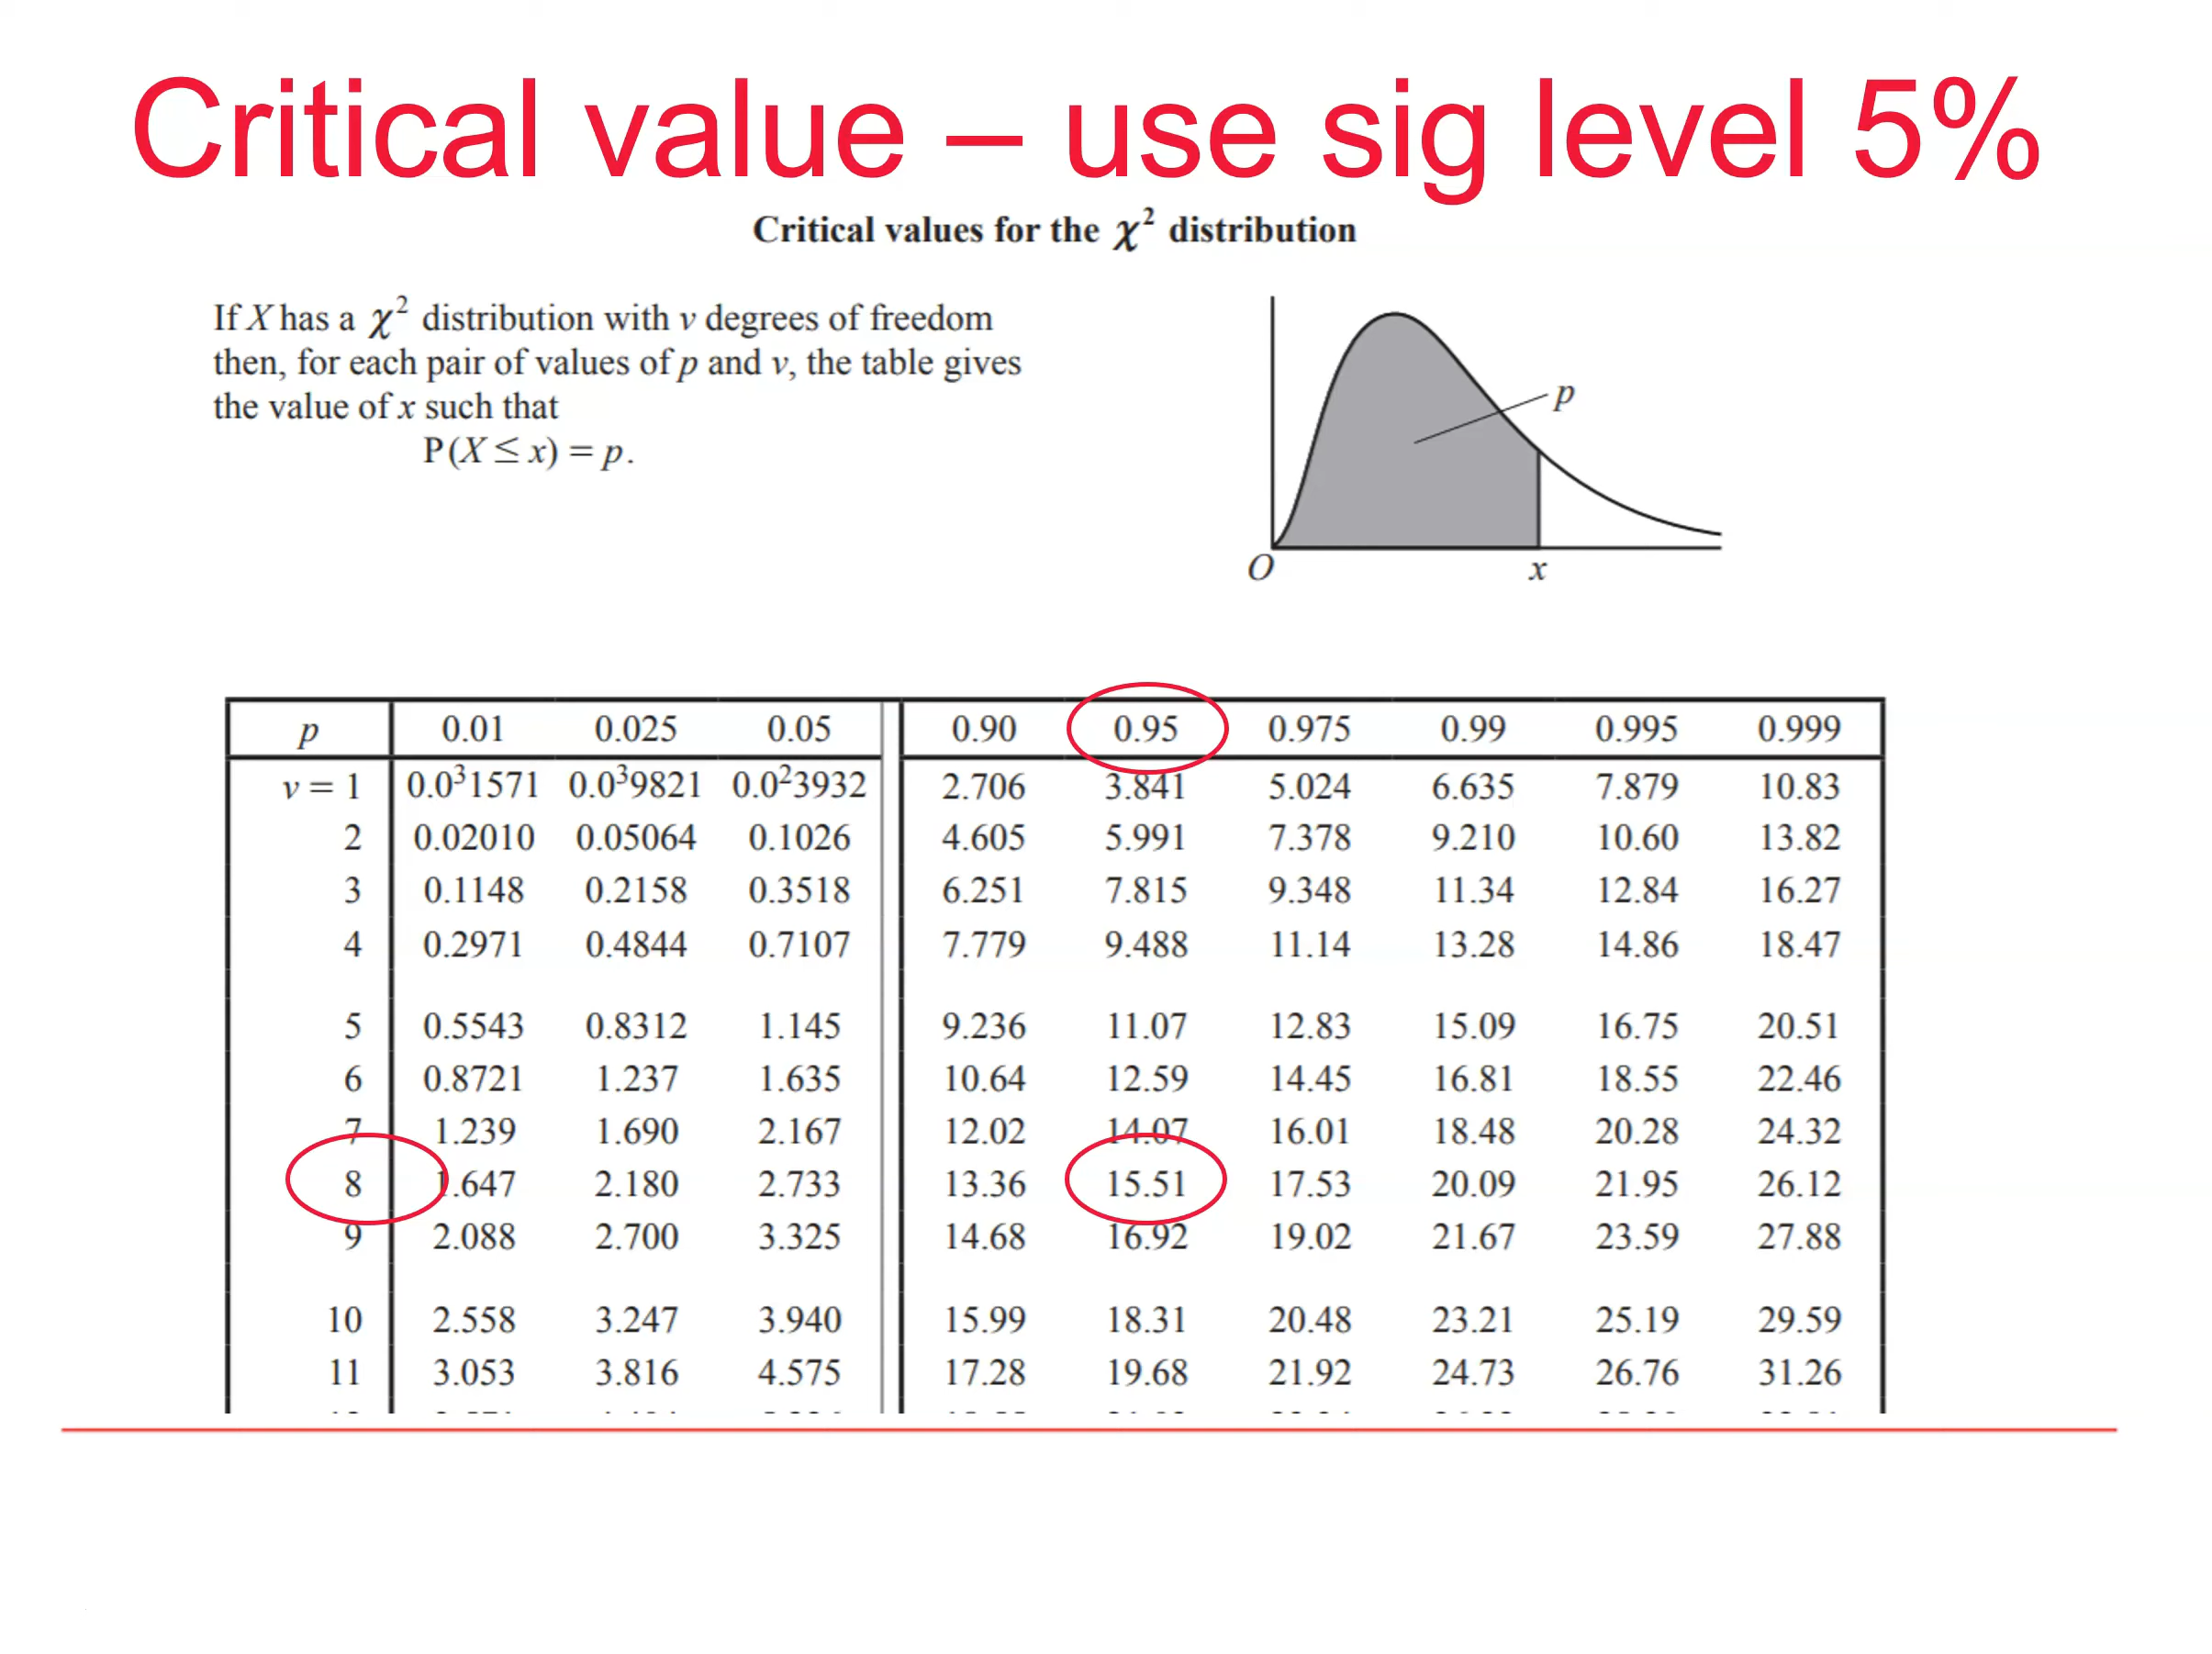 Critical value – use sig level 5%
Critical values for the χ² distribution
If X has a χ² distribution with ν degrees of freedom
then, for each pair of values of p and ν, the table gives
the value of x such that
P(X ≤ x) = p.
p
O
x
p 0.01 0.025 0.05 0.90 0.95 0.975 0.99 0.995 0.999
ν = 1 0.0³1571 0.0³9821 0.0²3932 2.706 3.841 5.024 6.635 7.879 10.83
2 0.02010 0.05064 0.1026 4.605 5.991 7.378 9.210 10.60 13.82
3 0.1148 0.2158 0.3518 6.251 7.815 9.348 11.34 12.84 16.27
4 0.2971 0.4844 0.7107 7.779 9.488 11.14 13.28 14.86 18.47
5 0.5543 0.8312 1.145 9.236 11.07 12.83 15.09 16.75 20.51
6 0.8721 1.237 1.635 10.64 12.59 14.45 16.81 18.55 22.46
7 1.239 1.690 2.167 12.02 14.07 16.01 18.48 20.28 24.32
8 1.647 2.180 2.733 13.36 15.51 17.53 20.09 21.95 26.12
9 2.088 2.700 3.325 14.68 16.92 19.02 21.67 23.59 27.88
10 2.558 3.247 3.940 15.99 18.31 20.48 23.21 25.19 29.59
11 3.053 3.816 4.575 17.28 19.68 21.92 24.73 26.76 31.26